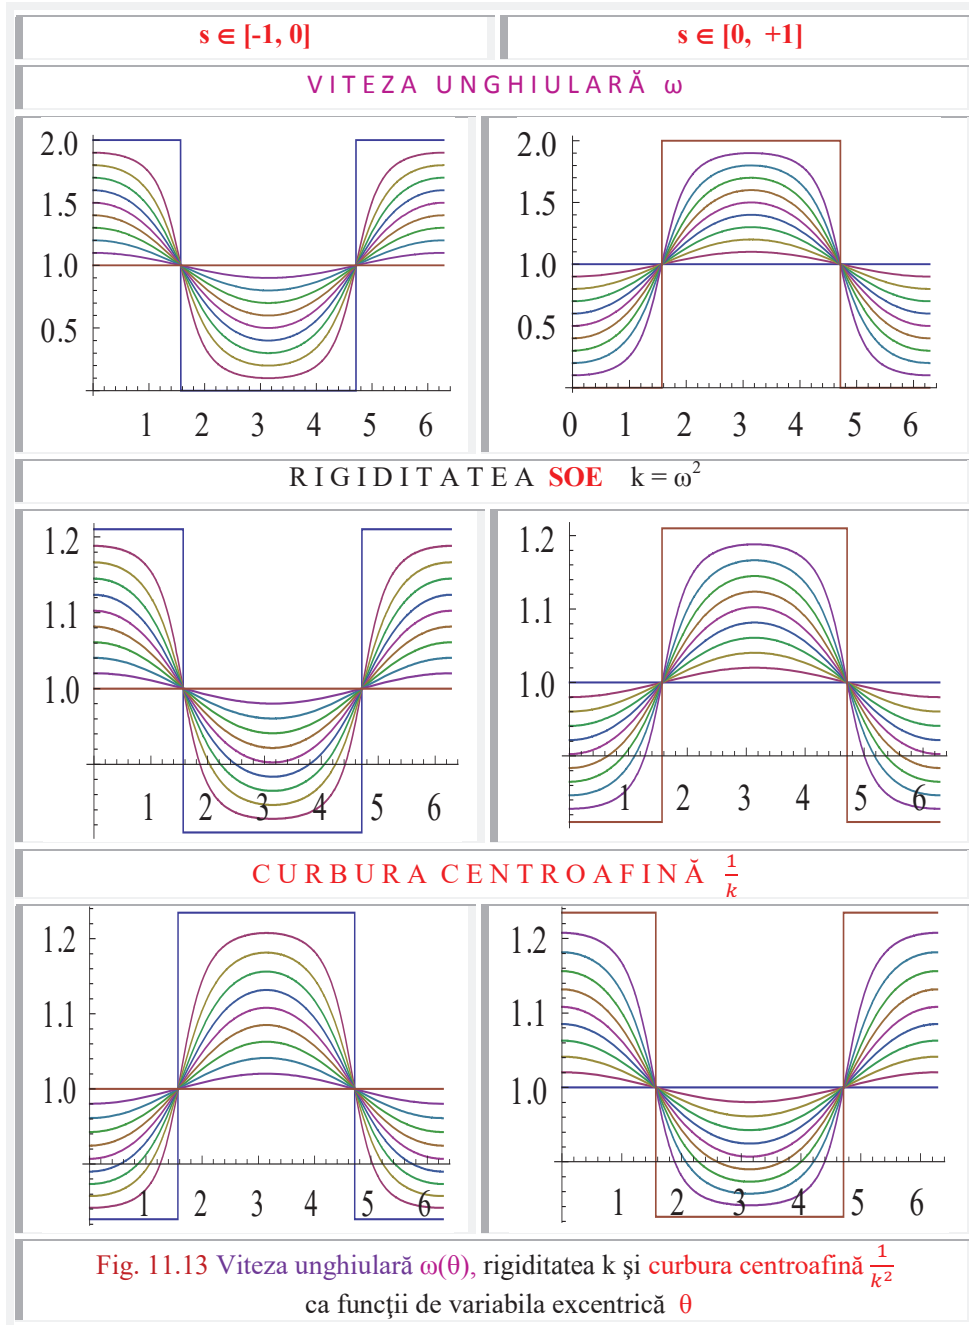 s ∈ [-1, 0] s ∈ [0, +1]
VITEZA UNGHIULARĂ ω
2.0
1.5
1.0
0.5
1 2 3 4 5 6
2.0
1.5
1.0
0.5
0 1 2 3 4 5 6
RIGIDITATEA SOE k = ω²
1.2
1.1
1.0
1 2 3 4 5 6
1.2
1.1
1.0
1 2 3 4 5 6
CURBURA CENTROAFINĂ 1/k
1.2
1.1
1.0
1 2 3 4 5 6
1.2
1.1
1.0
1 2 3 4 5 6
Fig. 11.13 Viteza unghiulară ω(θ), rigiditatea k şi curbura centroafină 1/k²
ca funcţii de variabila excentrică θ